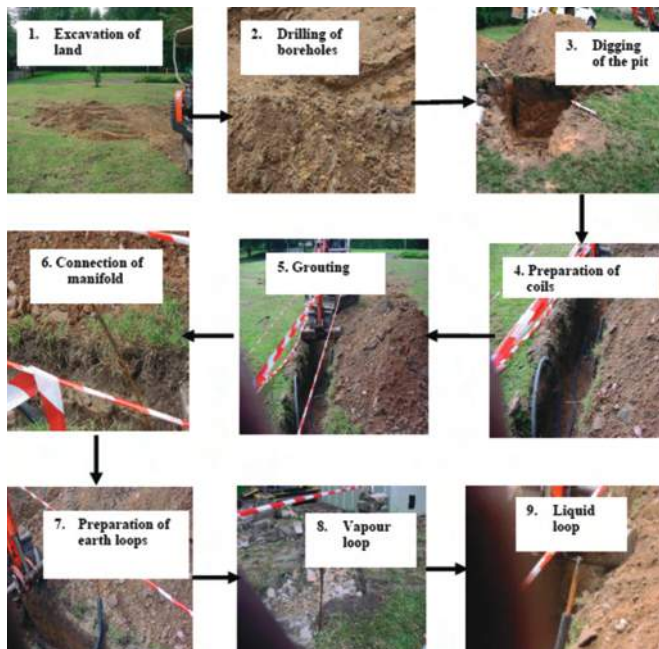 1. Excavation of
land
2. Drilling of
boreholes
3. Digging
of the pit
4. Preparation of
coils
5. Grouting
6. Connection of
manifold
7. Preparation of
earth loops
8. Vapour
loop
9. Liquid
loop